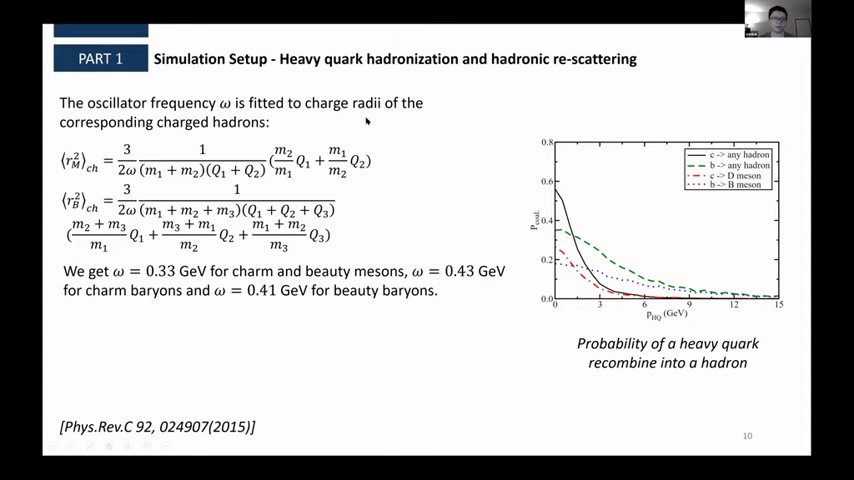 PART 1
Simulation Setup - Heavy quark hadronization and hadronic re-scattering
The oscillator frequency ω is fitted to charge radii of the
corresponding charged hadrons:
⟨r_M^2⟩_ch = 3/(2ω) 1/((m_1 + m_2)(Q_1 + Q_2)) (m_2/m_1 Q_1 + m_1/m_2 Q_2)
⟨r_B^2⟩_ch = 3/(2ω) 1/((m_1 + m_2 + m_3)(Q_1 + Q_2 + Q_3))
((m_2 + m_3)/m_1 Q_1 + (m_3 + m_1)/m_2 Q_2 + (m_1 + m_2)/m_3 Q_3)
We get ω = 0.33 GeV for charm and beauty mesons, ω = 0.43 GeV
for charm baryons and ω = 0.41 GeV for beauty baryons.
[Phys.Rev.C 92, 024907(2015)]
0.8
0.6
0.4
0.2
0.0
P_coal.
c -> any hadron
b -> any hadron
c -> D meson
b -> B meson
0 3 6 9 12 15
p_HQ (GeV)
Probability of a heavy quark
recombine into a hadron
10